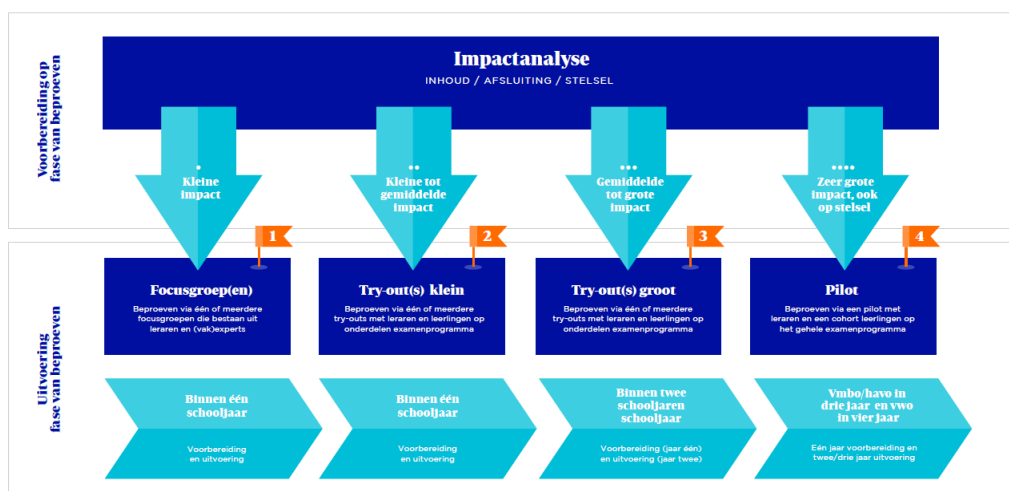 Voorbereiding op
fase van beproeven
Impactanalyse
INHOUD / AFSLUITING / STELSEL
Kleine
impact
Kleine tot
gemiddelde
impact
Gemiddelde
tot grote
impact
Zeer grote
impact, ook
op stelsel
Uitvoering
fase van beproeven
1
Focusgroep(en)
Beproeven via één of meerdere
focusgroepen die bestaan uit
leraren en (vak)experts
2
Try-out(s) klein
Beproeven via één of meerdere
try-outs met leraren en leerlingen op
onderdelen examenprogramma
3
Try-out(s) groot
Beproeven via één of meerdere
try-outs met leraren en leerlingen op
onderdelen examenprogramma
4
Pilot
Beproeven via een pilot met
leraren en een cohort leerlingen op
het gehele examenprogramma
Binnen één
schooljaar
Voorbereiding
en uitvoering
Binnen één
schooljaar
Voorbereiding
en uitvoering
Binnen twee
schooljaren
schooljaar
Voorbereiding (jaar één)
en uitvoering (jaar twee)
Vmbo/havo in
drie jaar en vwo
in vier jaar
Eén jaar voorbereiding en
twee/drie jaar uitvoering